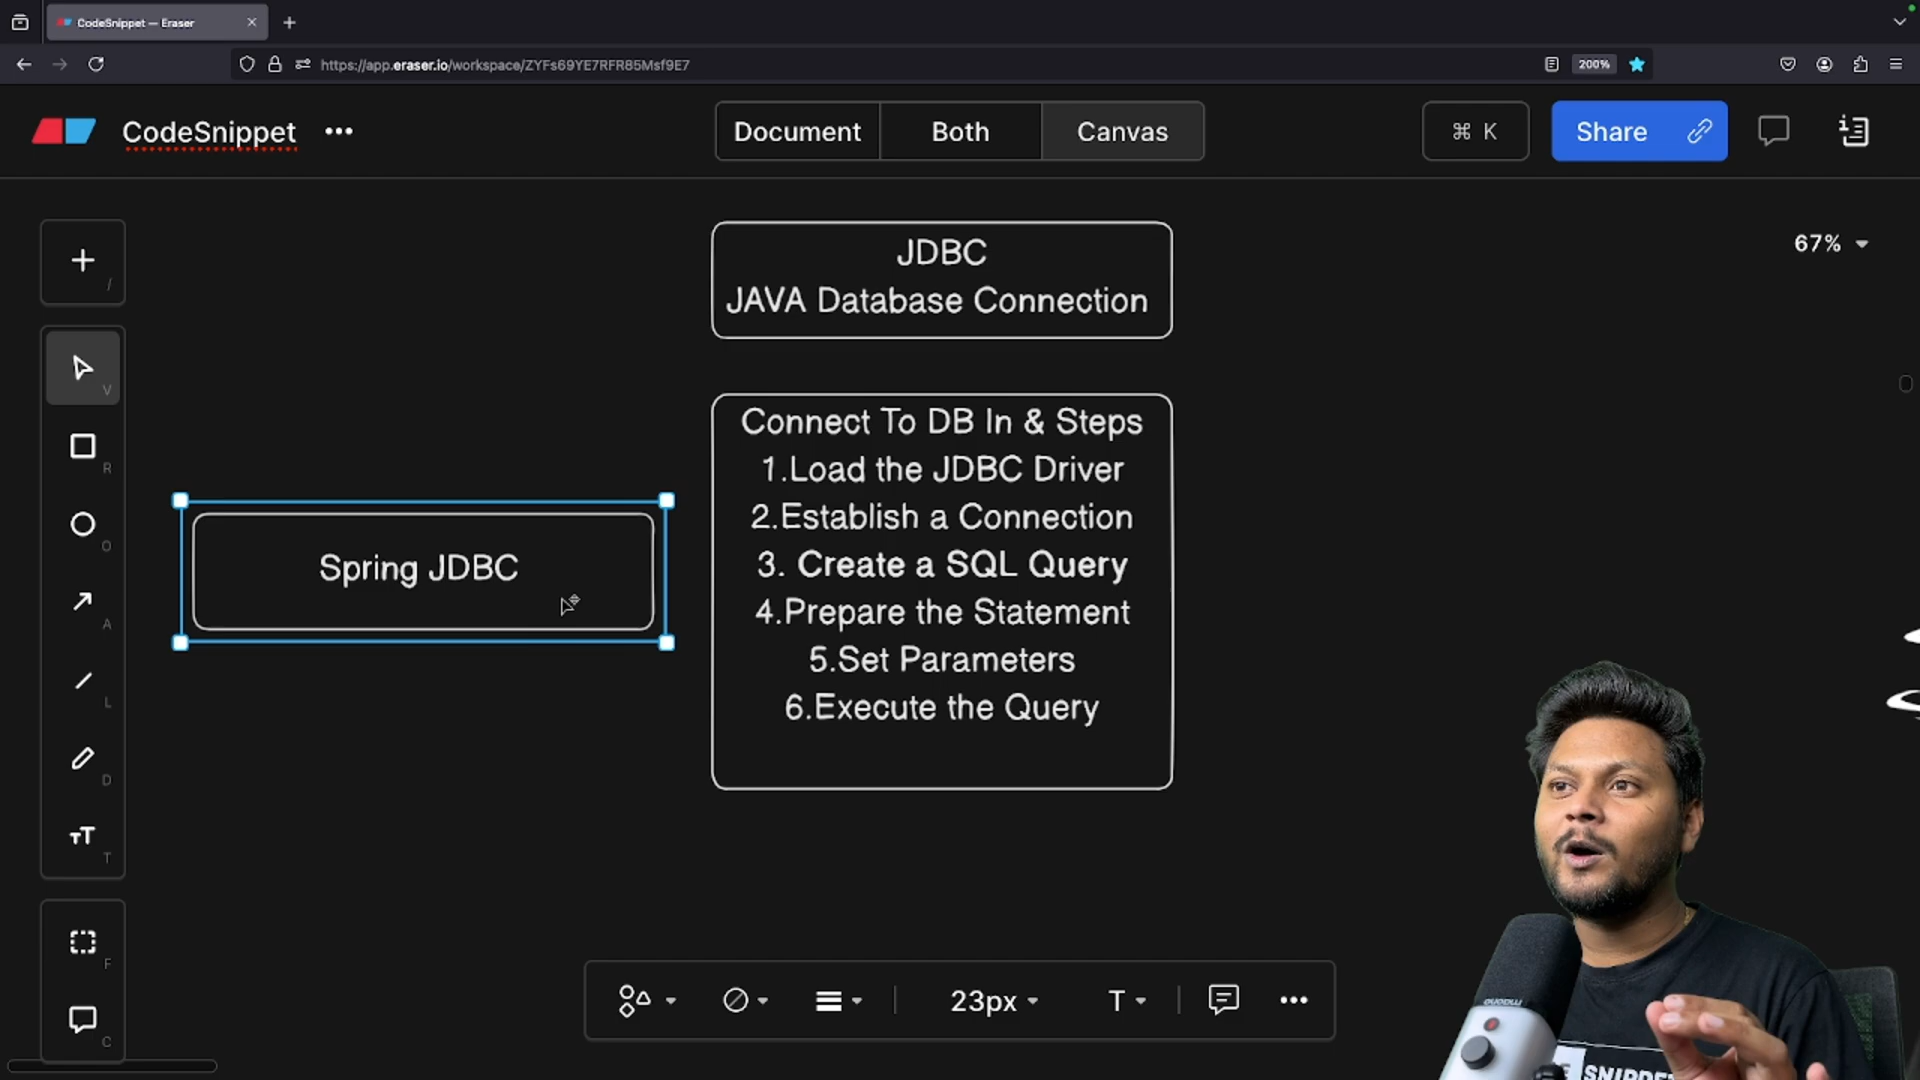 CodeSnippet — Eraser
https://app.eraser.io/workspace/ZYFs69YE7RFR85Msf9E7
200%
CodeSnippet
Document
Both
Canvas
⌘ K
Share
67%
/
V
R
O
A
L
D
T
F
C
JDBC
JAVA Database Connection
Spring JDBC
Connect To DB In & Steps
1.Load the JDBC Driver
2.Establish a Connection
3. Create a SQL Query
4.Prepare the Statement
5.Set Parameters
6.Execute the Query
23px
T
SNIPPET